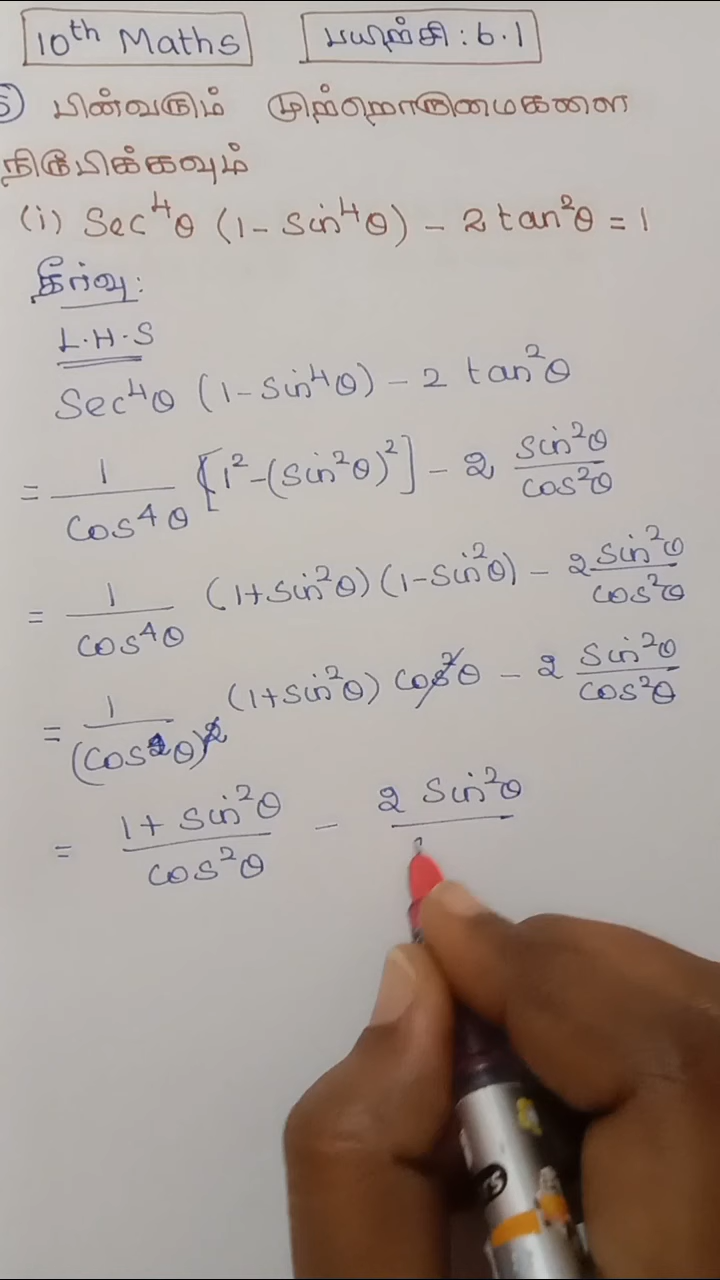 10th Maths பயிற்சி : 6.1
5) பின்வரும் முற்றொருமைகளை
நிரூபிக்கவும்
(i) Sec⁴θ (1 - Sin⁴θ) - 2 tan²θ = 1
தீர்வு:
L.H.S
Sec⁴θ (1 - Sin⁴θ) - 2 tan²θ
= 1/Cos⁴θ [1² - (Sin²θ)²] - 2 Sin²θ/Cos²θ
= 1/Cos⁴θ (1 + Sin²θ) (1 - Sin²θ) - 2 Sin²θ/Cos²θ
= 1/(Cos²θ)² (1 + Sin²θ) Cos²θ - 2 Sin²θ/Cos²θ
= 1 + Sin²θ/Cos²θ - 2 Sin²θ